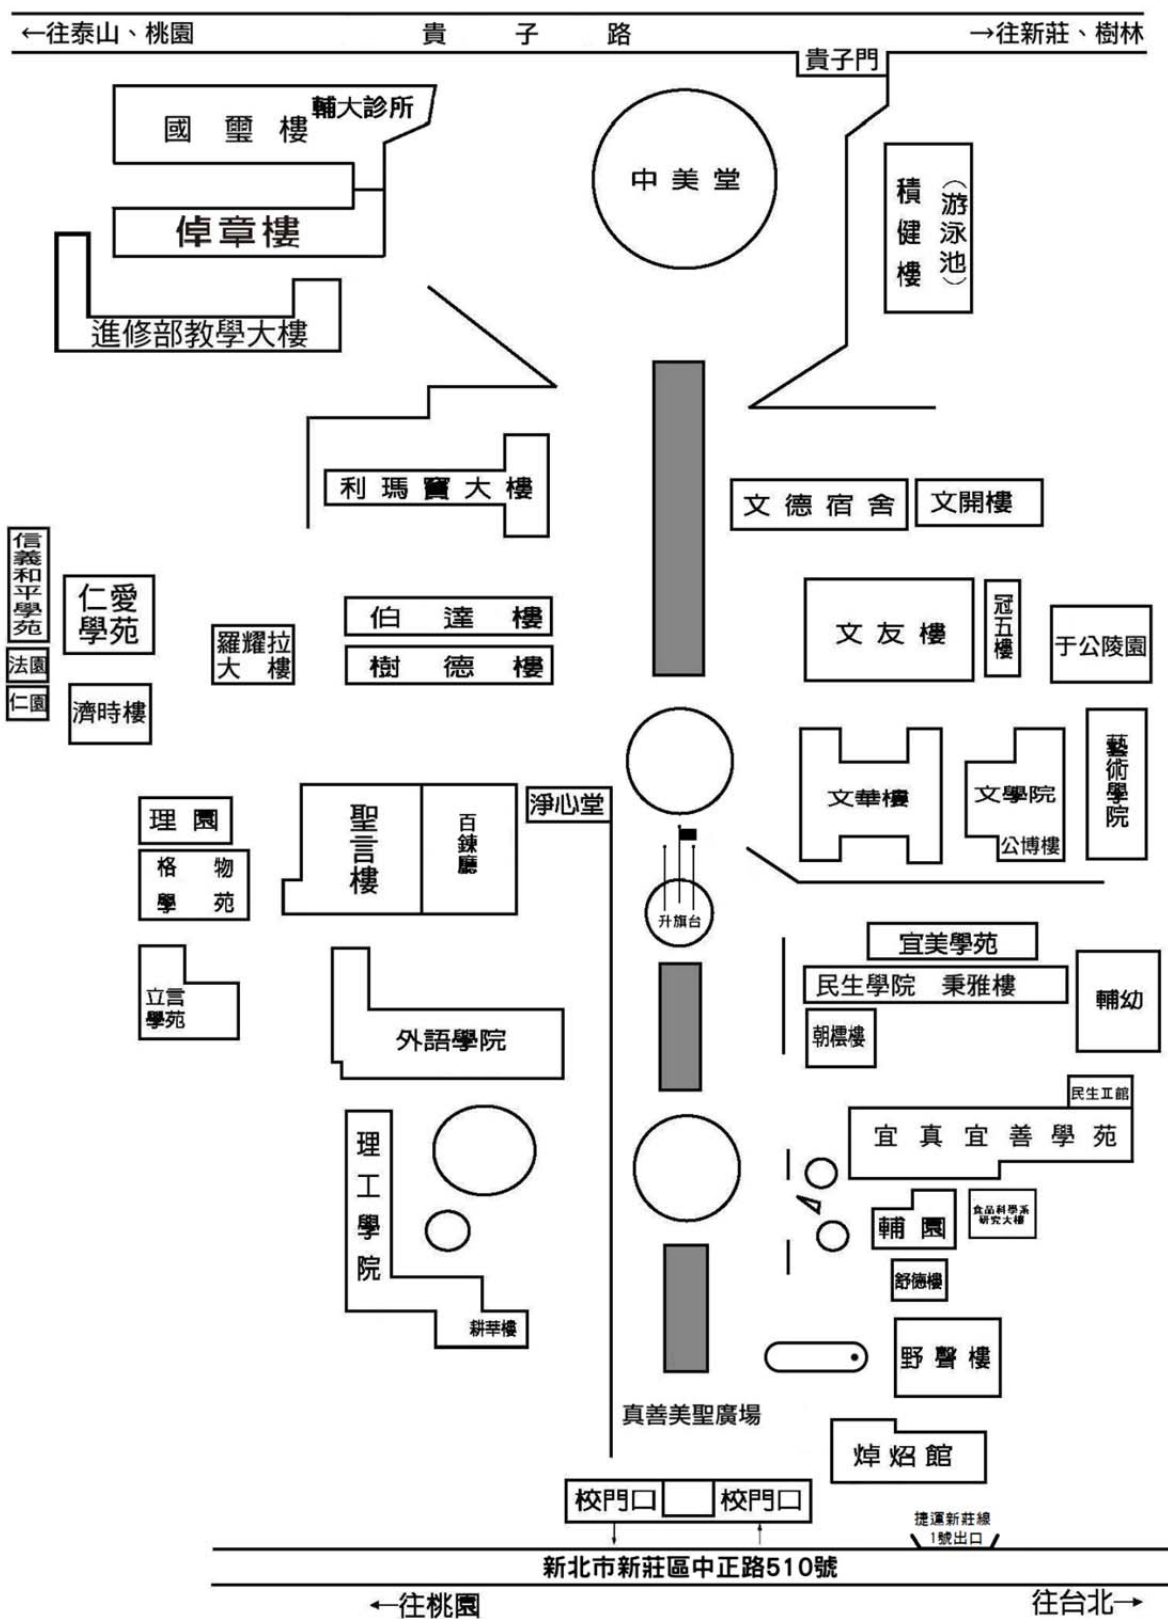 ←往泰山、桃園
貴子路
→往新莊、樹林
貴子門
輔大診所
國璽樓
中美堂
積健樓
（游泳池）
倬章樓
進修部教學大樓
利瑪竇大樓
文德宿舍
文開樓
信義和平學苑
仁愛
學苑
伯達樓
文友樓
冠五樓
于公陵園
羅耀拉
大樓
樹德樓
法園
仁園
濟時樓
藝術學院
理園
聖言樓
百鍊廳
淨心堂
文華樓
文學院
公博樓
格物
學苑
升旗台
宜美學苑
民生學院 秉雅樓
輔幼
立言
學苑
外語學院
朝橒樓
民生Ⅱ館
宜真宜善學苑
理工學院
輔園
食品科學系
研究大樓
舒德樓
耕莘樓
野聲樓
真善美聖廣場
焯炤館
校門口
校門口
捷運新莊線
1號出口
新北市新莊區中正路510號
←往桃園
往台北→